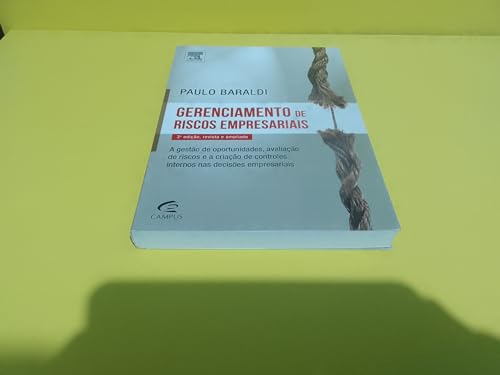 PAULO BARALDI
GERENCIAMENTO DE
RISCOS EMPRESARIAIS
3ª edição, revista e ampliada
A gestão de oportunidades, avaliação
de riscos e a criação de controles
internos nas decisões empresariais
CAMPUS